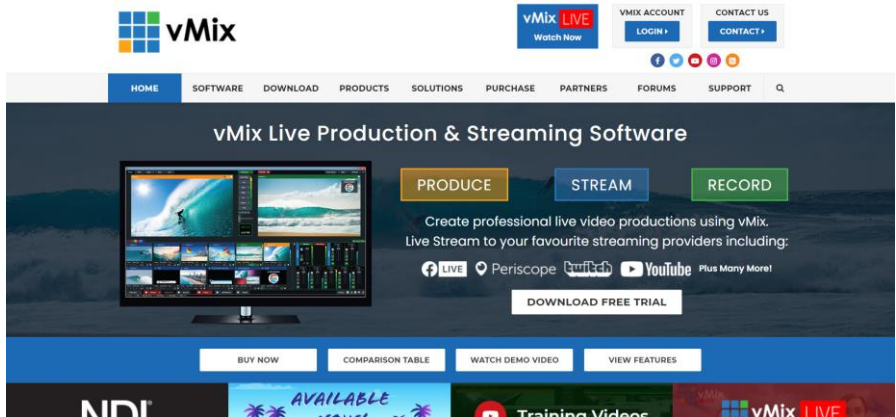 vMix
vMix LIVE
Watch Now
VMIX ACCOUNT
LOGIN
CONTACT US
CONTACT
HOME SOFTWARE DOWNLOAD PRODUCTS SOLUTIONS PURCHASE PARTNERS FORUMS SUPPORT
vMix Live Production & Streaming Software
PRODUCE STREAM RECORD
Create professional live video productions using vMix.
Live Stream to your favourite streaming providers including:
LIVE Periscope twitch YouTube Plus Many More!
DOWNLOAD FREE TRIAL
BUY NOW COMPARISON TABLE WATCH DEMO VIDEO VIEW FEATURES
NDI
AVAILABLE
Training Videos
vMix LIVE